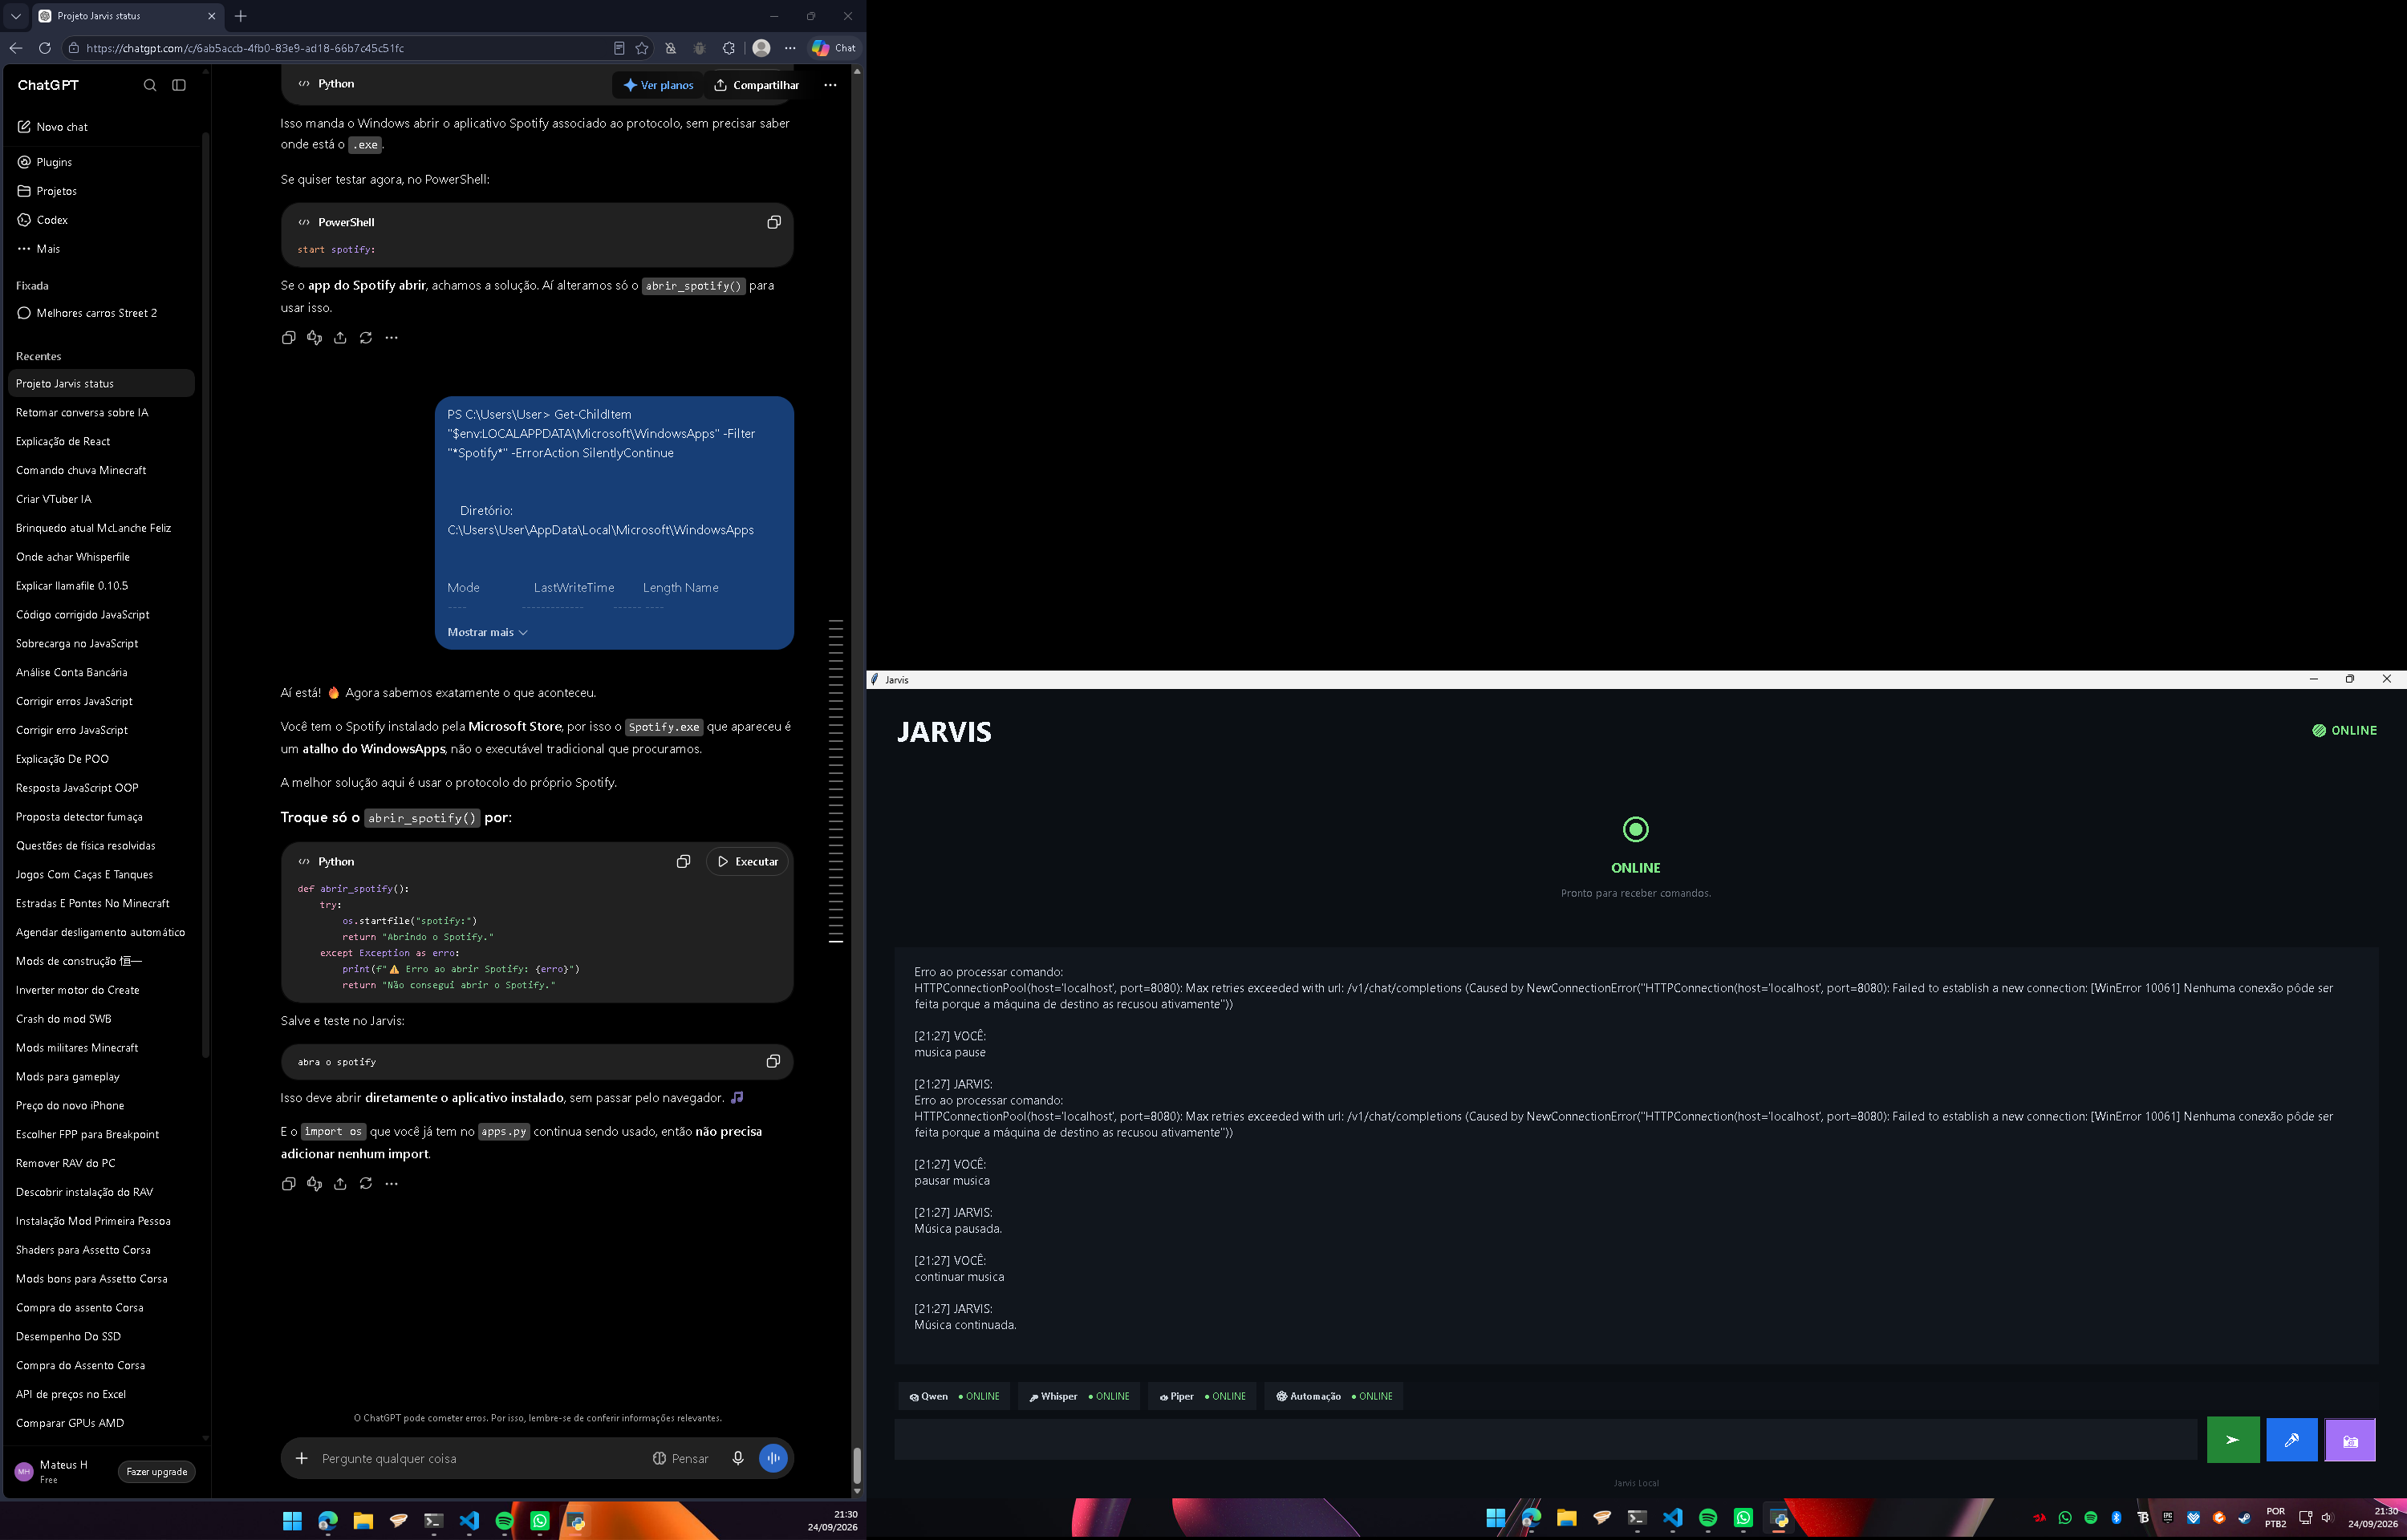 Projeto Jarvis status
https://chatgpt.com/c/6ab5accb-4fb0-83e9-ad18-66b7c45c51fc
Chat
ChatGPT
Novo chat
Plugins
Projetos
Codex
Mais
Fixada
Melhores carros Street 2
Recentes
Projeto Jarvis status
Retomar conversa sobre IA
Explicação de React
Comando chuva Minecraft
Criar VTuber IA
Brinquedo atual McLanche Feliz
Onde achar Whisperfile
Explicar llamafile 0.10.5
Código corrigido JavaScript
Sobrecarga no JavaScript
Análise Conta Bancária
Corrigir erros JavaScript
Corrigir erro JavaScript
Explicação De POO
Resposta JavaScript OOP
Proposta detector fumaça
Questões de física resolvidas
Jogos Com Caças E Tanques
Estradas E Pontes No Minecraft
Agendar desligamento automático
Mods de construção 恒一
Inverter motor do Create
Crash do mod SWB
Mods militares Minecraft
Mods para gameplay
Preço do novo iPhone
Escolher FPP para Breakpoint
Remover RAV do PC
Descobrir instalação do RAV
Instalação Mod Primeira Pessoa
Shaders para Assetto Corsa
Mods bons para Assetto Corsa
Compra do assento Corsa
Desempenho Do SSD
Compra do Assento Corsa
API de preços no Excel
Comparar GPUs AMD
MH
Mateus H
Free
Fazer upgrade
Python
Ver planos
Compartilhar
Isso manda o Windows abrir o aplicativo Spotify associado ao protocolo, sem precisar saber
onde está o .exe.
Se quiser testar agora, no PowerShell:
PowerShell
start spotify:
Se o app do Spotify abrir, achamos a solução. Aí alteramos só o abrir_spotify() para
usar isso.
PS C:\Users\User> Get-ChildItem
"$env:LOCALAPPDATA\Microsoft\WindowsApps" -Filter
"*Spotify*" -ErrorAction SilentlyContinue
Diretório:
C:\Users\User\AppData\Local\Microsoft\WindowsApps
Mode LastWriteTime Length Name
---- ------------- ------ ----
Mostrar mais
Aí está! 🔥 Agora sabemos exatamente o que aconteceu.
Você tem o Spotify instalado pela Microsoft Store, por isso o Spotify.exe que apareceu é
um atalho do WindowsApps, não o executável tradicional que procuramos.
A melhor solução aqui é usar o protocolo do próprio Spotify.
Troque só o abrir_spotify() por:
Python
Executar
def abrir_spotify():
try:
os.startfile("spotify:")
return "Abrindo o Spotify."
except Exception as erro:
print(f"⚠️ Erro ao abrir Spotify: {erro}")
return "Não consegui abrir o Spotify."
Salve e teste no Jarvis:
abra o spotify
Isso deve abrir diretamente o aplicativo instalado, sem passar pelo navegador. 🎵
E o import os que você já tem no apps.py continua sendo usado, então não precisa
adicionar nenhum import.
O ChatGPT pode cometer erros. Por isso, lembre-se de conferir informações relevantes.
Pergunte qualquer coisa
Pensar
21:30
24/09/2026
Jarvis
JARVIS
ONLINE
ONLINE
Pronto para receber comandos.
Erro ao processar comando:
HTTPConnectionPool(host='localhost', port=8080): Max retries exceeded with url: /v1/chat/completions (Caused by NewConnectionError("HTTPConnection(host='localhost', port=8080): Failed to establish a new connection: [WinError 10061] Nenhuma conexão pôde ser
feita porque a máquina de destino as recusou ativamente"))
[21:27] VOCÊ:
musica pause
[21:27] JARVIS:
Erro ao processar comando:
HTTPConnectionPool(host='localhost', port=8080): Max retries exceeded with url: /v1/chat/completions (Caused by NewConnectionError("HTTPConnection(host='localhost', port=8080): Failed to establish a new connection: [WinError 10061] Nenhuma conexão pôde ser
feita porque a máquina de destino as recusou ativamente"))
[21:27] VOCÊ:
pausar musica
[21:27] JARVIS:
Música pausada.
[21:27] VOCÊ:
continuar musica
[21:27] JARVIS:
Música continuada.
Qwen ● ONLINE
Whisper ● ONLINE
Piper ● ONLINE
Automação ● ONLINE
Jarvis Local
POR
PTB2
21:30
24/09/2026